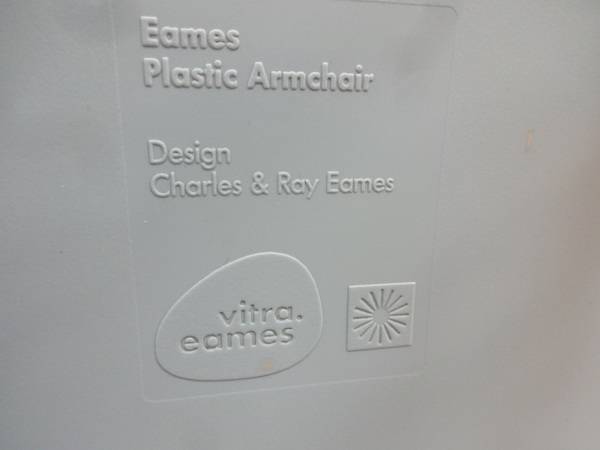 Eames
Plastic Armchair
Design
Charles & Ray Eames
vitra.
eames